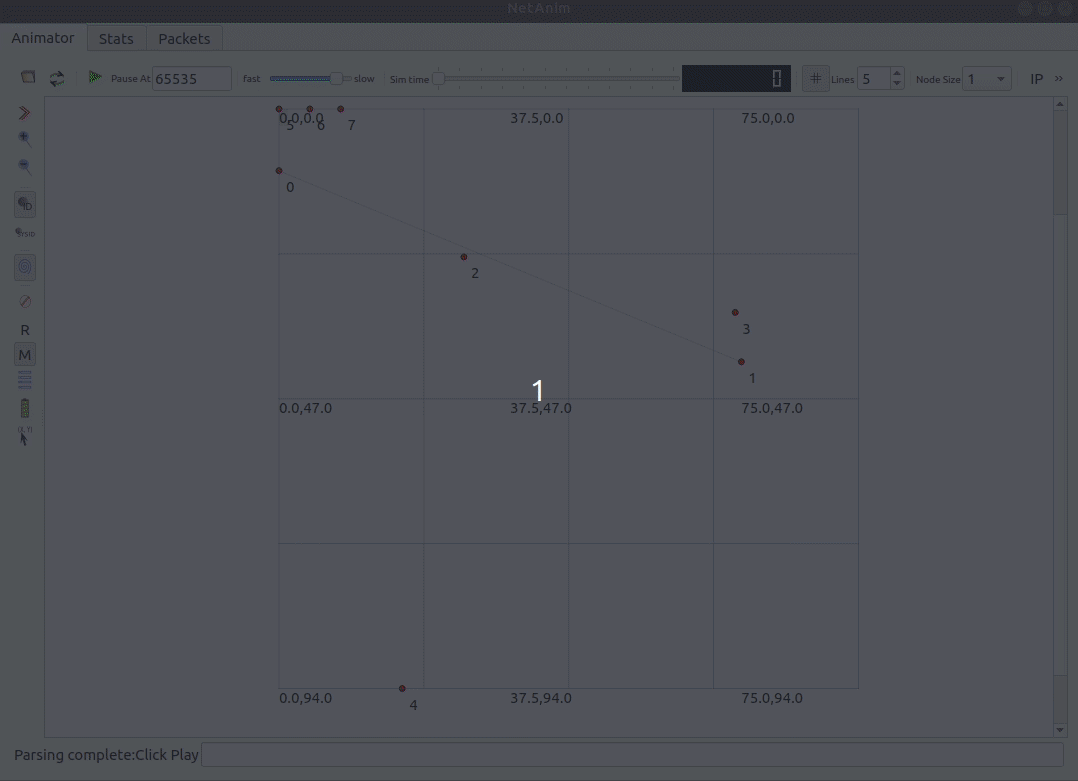 NetAnim
Animator Stats Packets
Pause At 65535 fast slow Sim time 0 Lines 5 Node Size 1 IP »
0.0,0.0 37.5,0.0 75.0,0.0
5 6 7
0
2
3
1
1
0.0,47.0 37.5,47.0 75.0,47.0
R
M
0.0,94.0 37.5,94.0 75.0,94.0
4
Parsing complete:Click Play